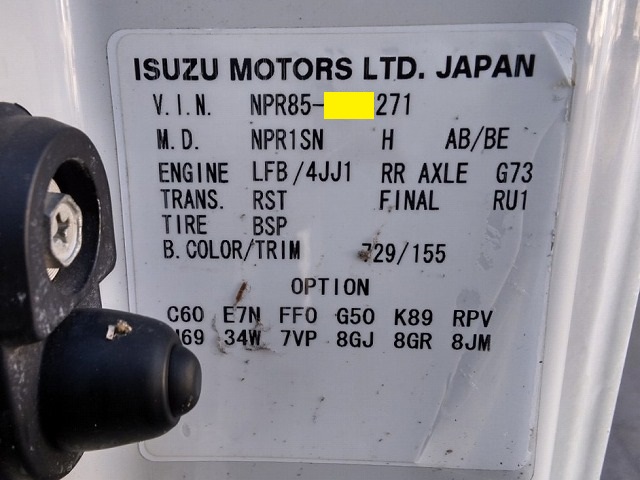 ISUZU MOTORS LTD. JAPAN
V.I.N. NPR85- 271
M.D. NPR1SN H AB/BE
ENGINE LFB/4JJ1 RR AXLE G73
TRANS. RST FINAL RU1
TIRE BSP
B.COLOR/TRIM 729/155
OPTION
C60 E7N FF0 G50 K89 RPV
34W 7VP 8GJ 8GR 8JM